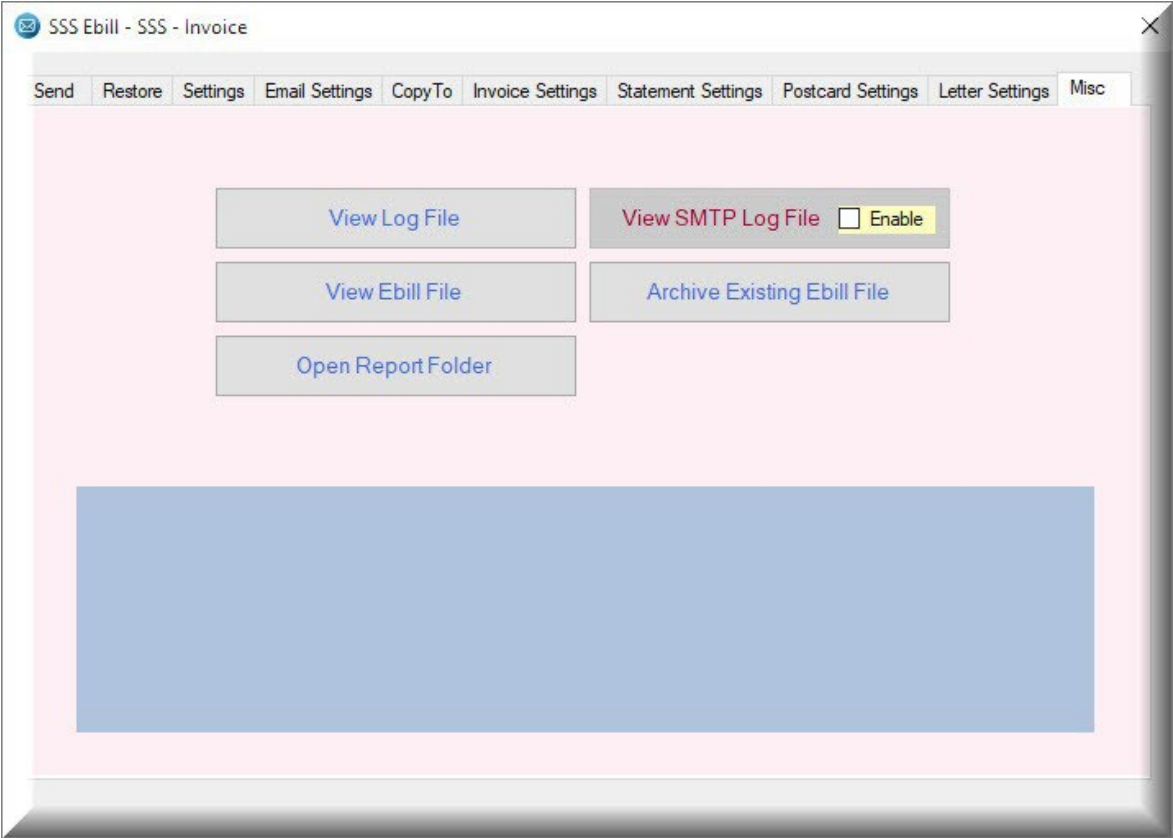 SSS Ebill - SSS - Invoice
Send Restore Settings Email Settings CopyTo Invoice Settings Statement Settings Postcard Settings Letter Settings Misc
View Log File View SMTP Log File Enable
View Ebill File Archive Existing Ebill File
Open Report Folder